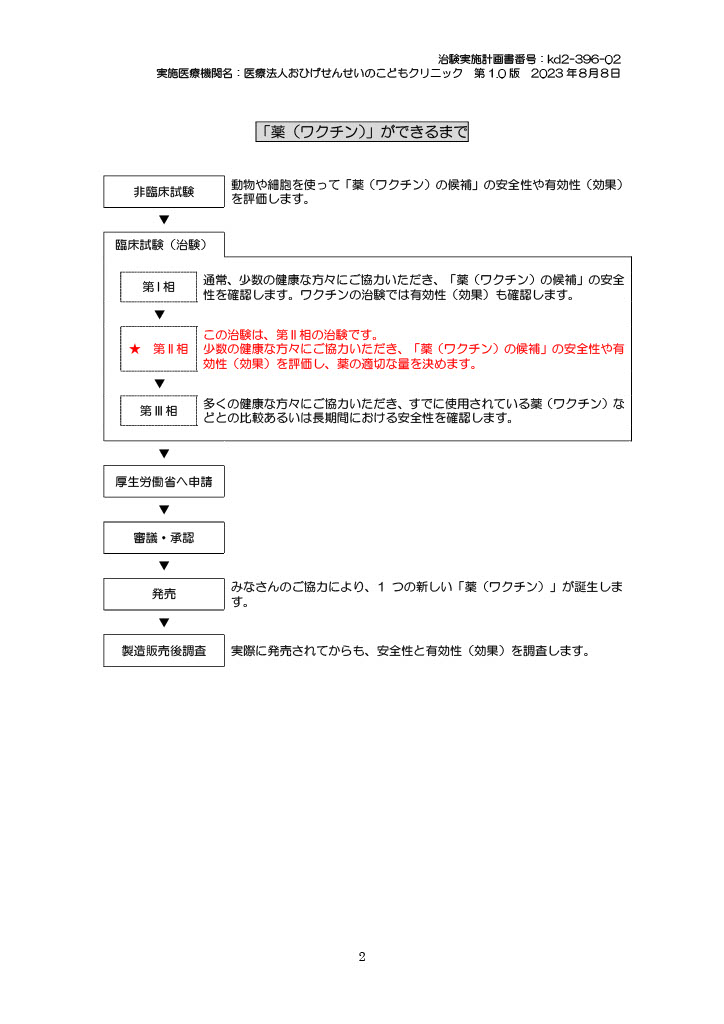 治験実施計画書番号：kd2-396-02
実施医療機関名：医療法人おひげせんせいのこどもクリニック　第 1.0 版　2023 年８月８日
「薬（ワクチン）」ができるまで
非臨床試験
動物や細胞を使って「薬（ワクチン）の候補」の安全性や有効性（効果）
を評価します。
▼
臨床試験（治験）
第Ⅰ相
通常、少数の健康な方々にご協力いただき、「薬（ワクチン）の候補」の安全
性を確認します。ワクチンの治験では有効性（効果）も確認します。
▼
★　第Ⅱ相
この治験は、第Ⅱ相の治験です。
少数の健康な方々にご協力いただき、「薬（ワクチン）の候補」の安全性や有
効性（効果）を評価し、薬の適切な量を決めます。
▼
第Ⅲ相
多くの健康な方々にご協力いただき、すでに使用されている薬（ワクチン）な
どとの比較あるいは長期間における安全性を確認します。
▼
厚生労働省へ申請
▼
審議・承認
▼
発売
みなさんのご協力により、１ つの新しい「薬（ワクチン）」が誕生しま
す。
▼
製造販売後調査
実際に発売されてからも、安全性と有効性（効果）を調査します。
2